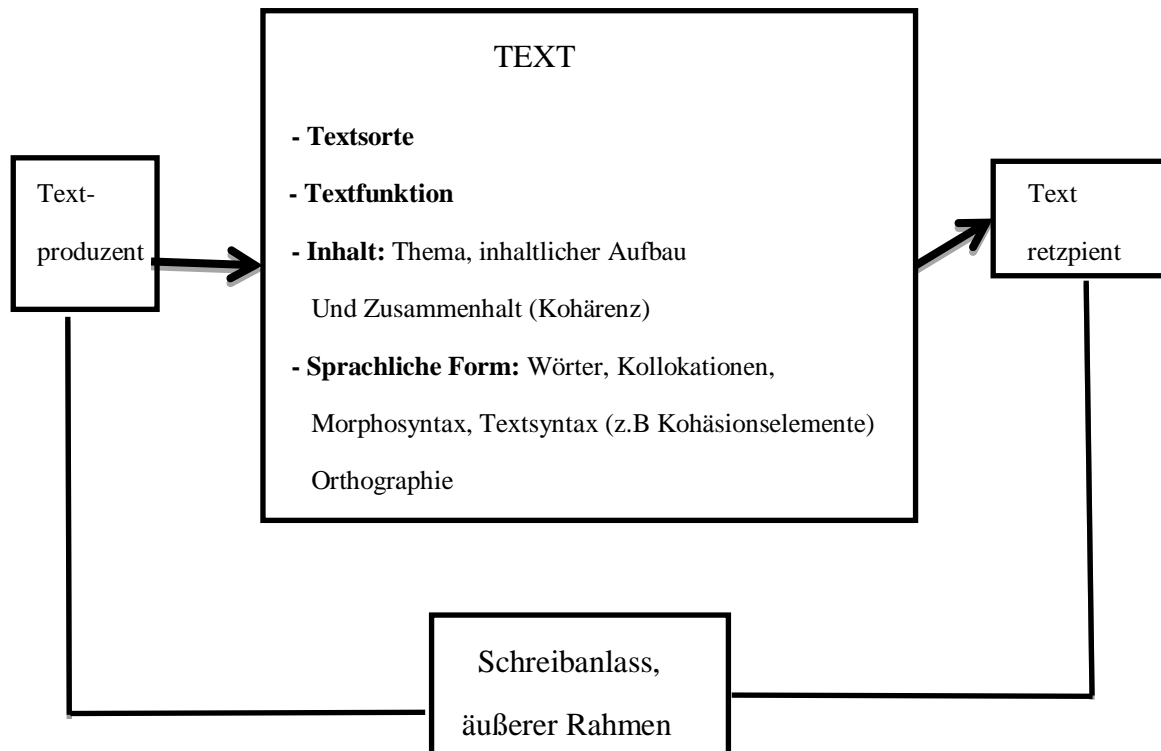 TEXT
- Textsorte
- Textfunktion
- Inhalt: Thema, inhaltlicher Aufbau
Und Zusammenhalt (Kohärenz)
- Sprachliche Form: Wörter, Kollokationen,
Morphosyntax, Textsyntax (z.B Kohäsionselemente)
Orthographie
Text-
produzent
Text
retzpient
Schreibanlass,
äußerer Rahmen